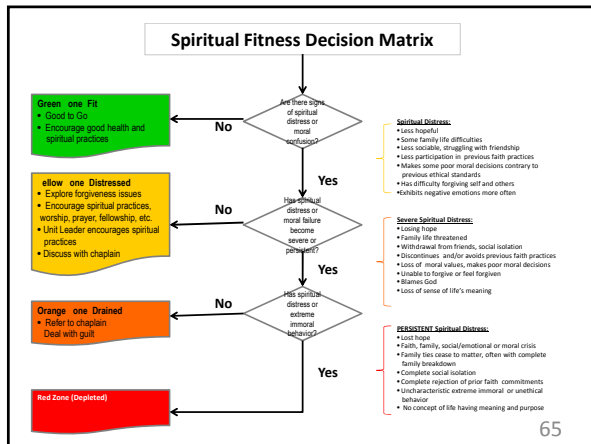 Spiritual Fitness Decision Matrix
Green one Fit
• Good to Go
• Encourage good health and
spiritual practices
No
Are there signs
of spiritual
distress or
moral
confusion?
Yes
Spiritual Distress:
• Less hopeful
• Some family life difficulties
• Less sociable, struggling with friendship
• Less participation in previous faith practices
• Makes some poor moral decisions contrary to
previous ethical standards
• Has difficulty forgiving self and others
• Exhibits negative emotions more often
ellow one Distressed
• Explore forgiveness issues
• Encourage spiritual practices,
worship, prayer, fellowship, etc.
• Unit Leader encourages spiritual
practices
• Discuss with chaplain
No
Has spiritual
distress or
moral failure
become
severe or
persistent?
Yes
Severe Spiritual Distress:
• Losing hope
• Family life threatened
• Withdrawal from friends, social isolation
• Discontinues and/or avoids previous faith practices
• Loss of moral values, makes poor moral decisions
• Unable to forgive or feel forgiven
• Blames God
• Loss of sense of life's meaning
Orange one Drained
• Refer to chaplain
Deal with guilt
No
Has spiritual
distress or
extreme
immoral
behavior?
Yes
PERSISTENT Spiritual Distress:
• Lost hope
• Faith, family, social/emotional or moral crisis
• Family ties cease to matter, often with complete
family breakdown
• Complete social isolation
• Complete rejection of prior faith commitments
• Uncharacteristic extreme immoral or unethical
behavior
• No concept of life having meaning and purpose
Red Zone (Depleted)
65